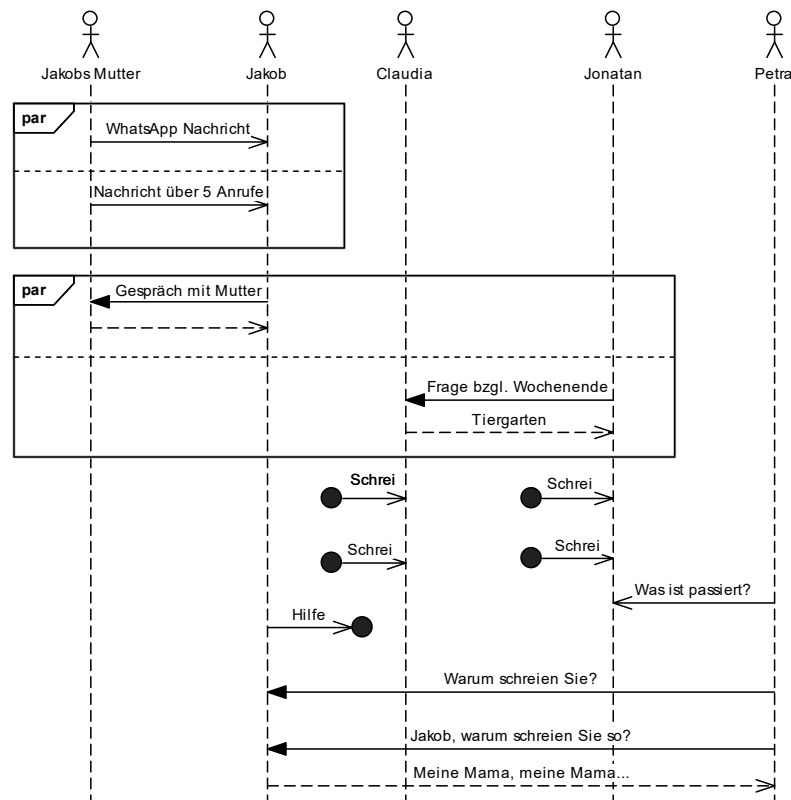 Jakobs Mutter
Jakob
Claudia
Jonatan
Petra
par
WhatsApp Nachricht
Nachricht über 5 Anrufe
par
Gespräch mit Mutter
Frage bzgl. Wochenende
Tiergarten
Schrei
Schrei
Schrei
Schrei
Was ist passiert?
Hilfe
Warum schreien Sie?
Jakob, warum schreien Sie so?
Meine Mama, meine Mama...